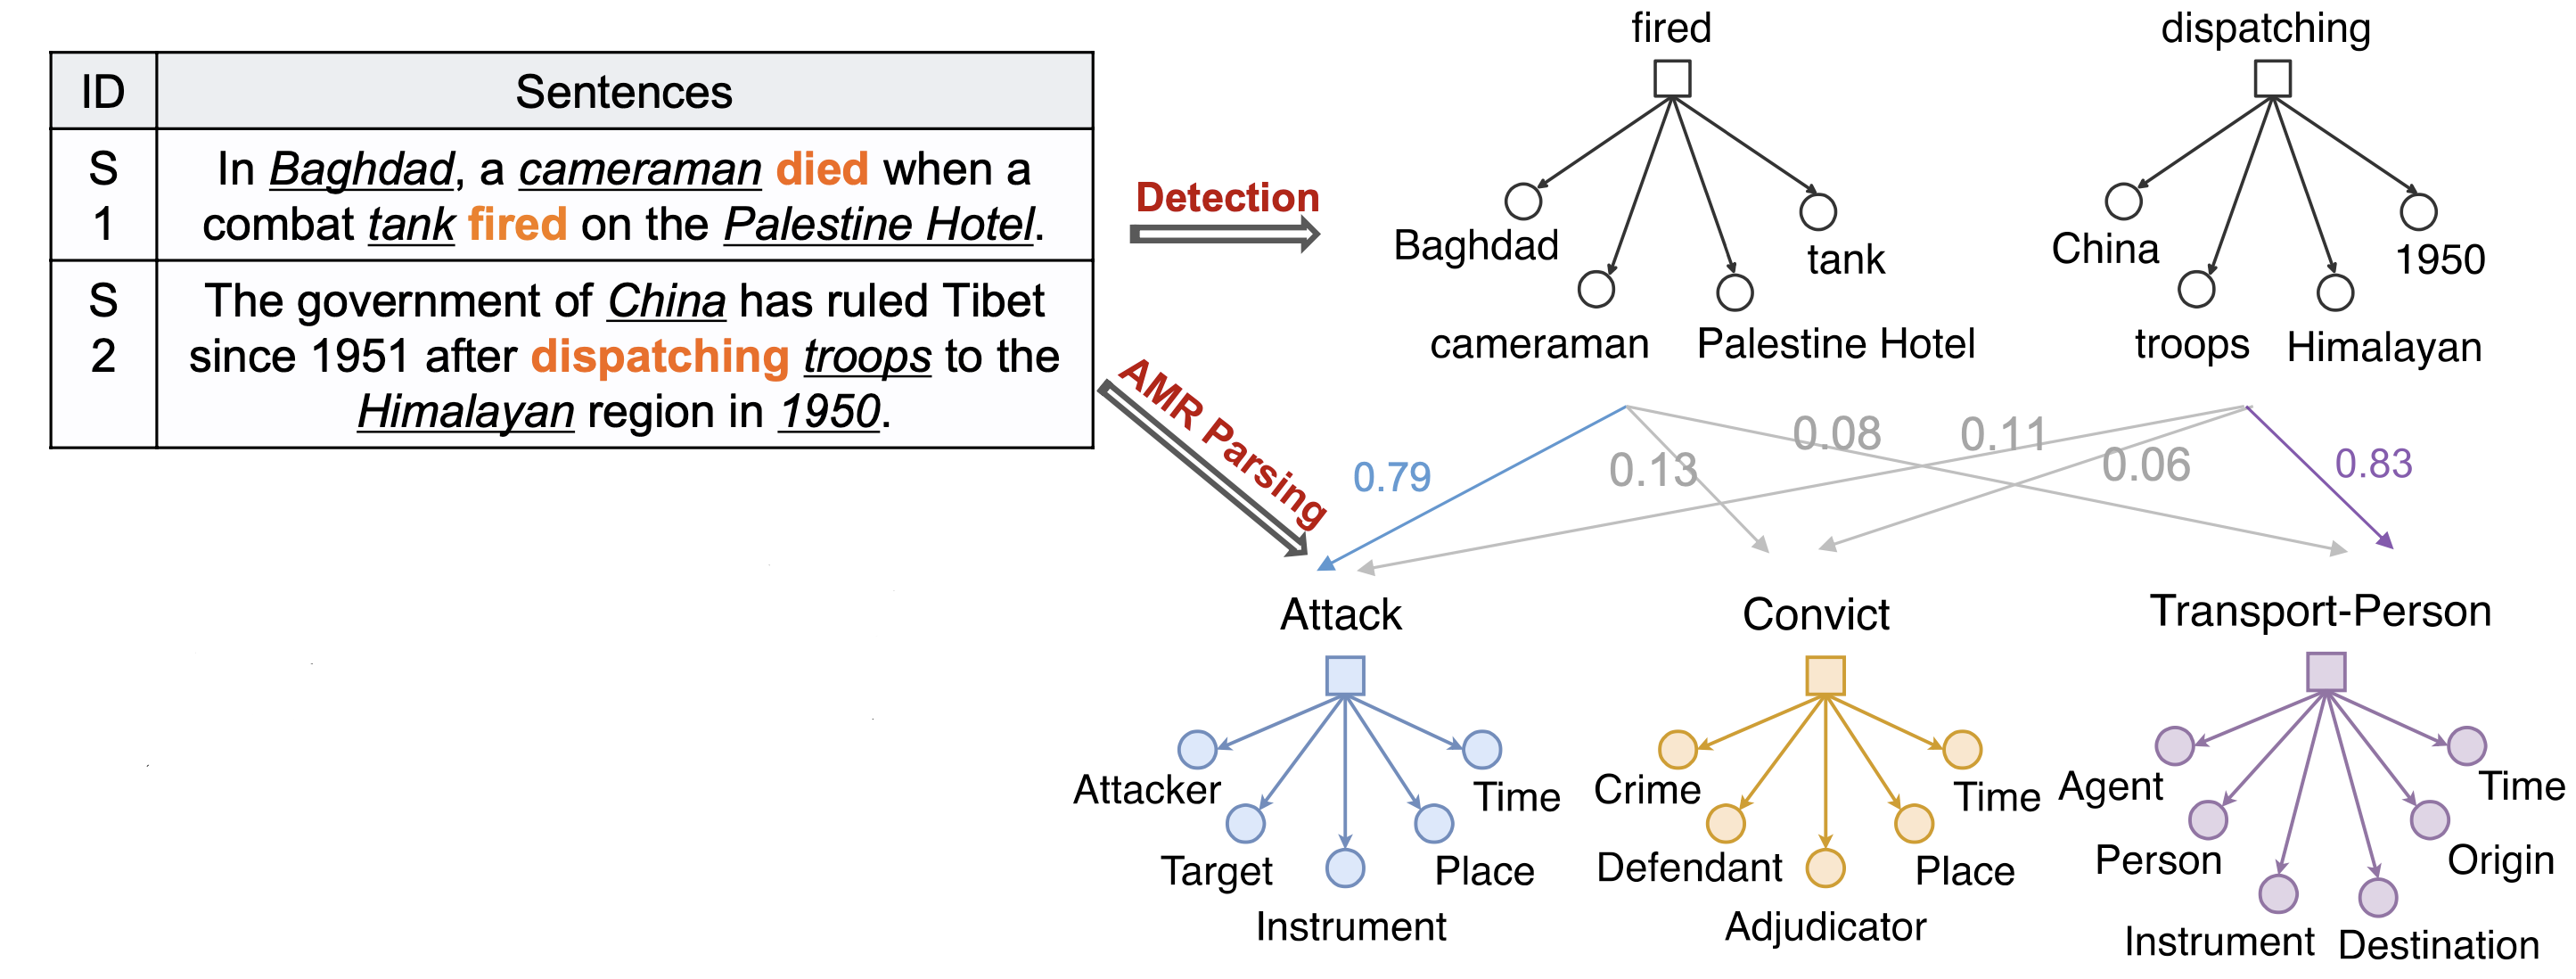 ID Sentences
S 1
In Baghdad, a cameraman died when a
combat tank fired on the Palestine Hotel.
S 2
The government of China has ruled Tibet
since 1951 after dispatching troops to the
Himalayan region in 1950.
Detection
AMR Parsing
fired
Baghdad
cameraman
Palestine Hotel
tank
dispatching
China
troops
Himalayan
1950
0.79
0.13
0.08
0.11
0.06
0.83
Attack
Attacker
Target
Instrument
Place
Time
Convict
Crime
Defendant
Adjudicator
Place
Time
Transport-Person
Agent
Person
Instrument
Destination
Origin
Time